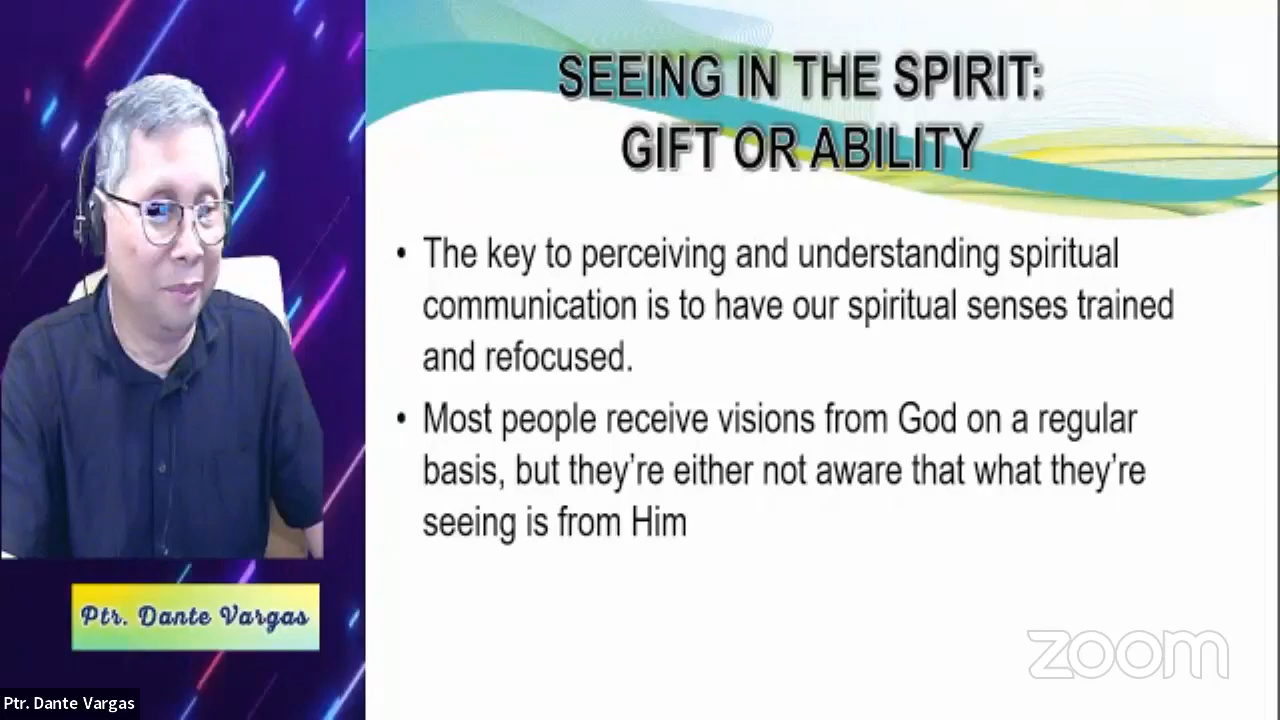 SEEING IN THE SPIRIT:
GIFT OR ABILITY
• The key to perceiving and understanding spiritual
communication is to have our spiritual senses trained
and refocused.
• Most people receive visions from God on a regular
basis, but they’re either not aware that what they’re
seeing is from Him
Ptr. Dante Vargas
zoom
Ptr. Dante Vargas